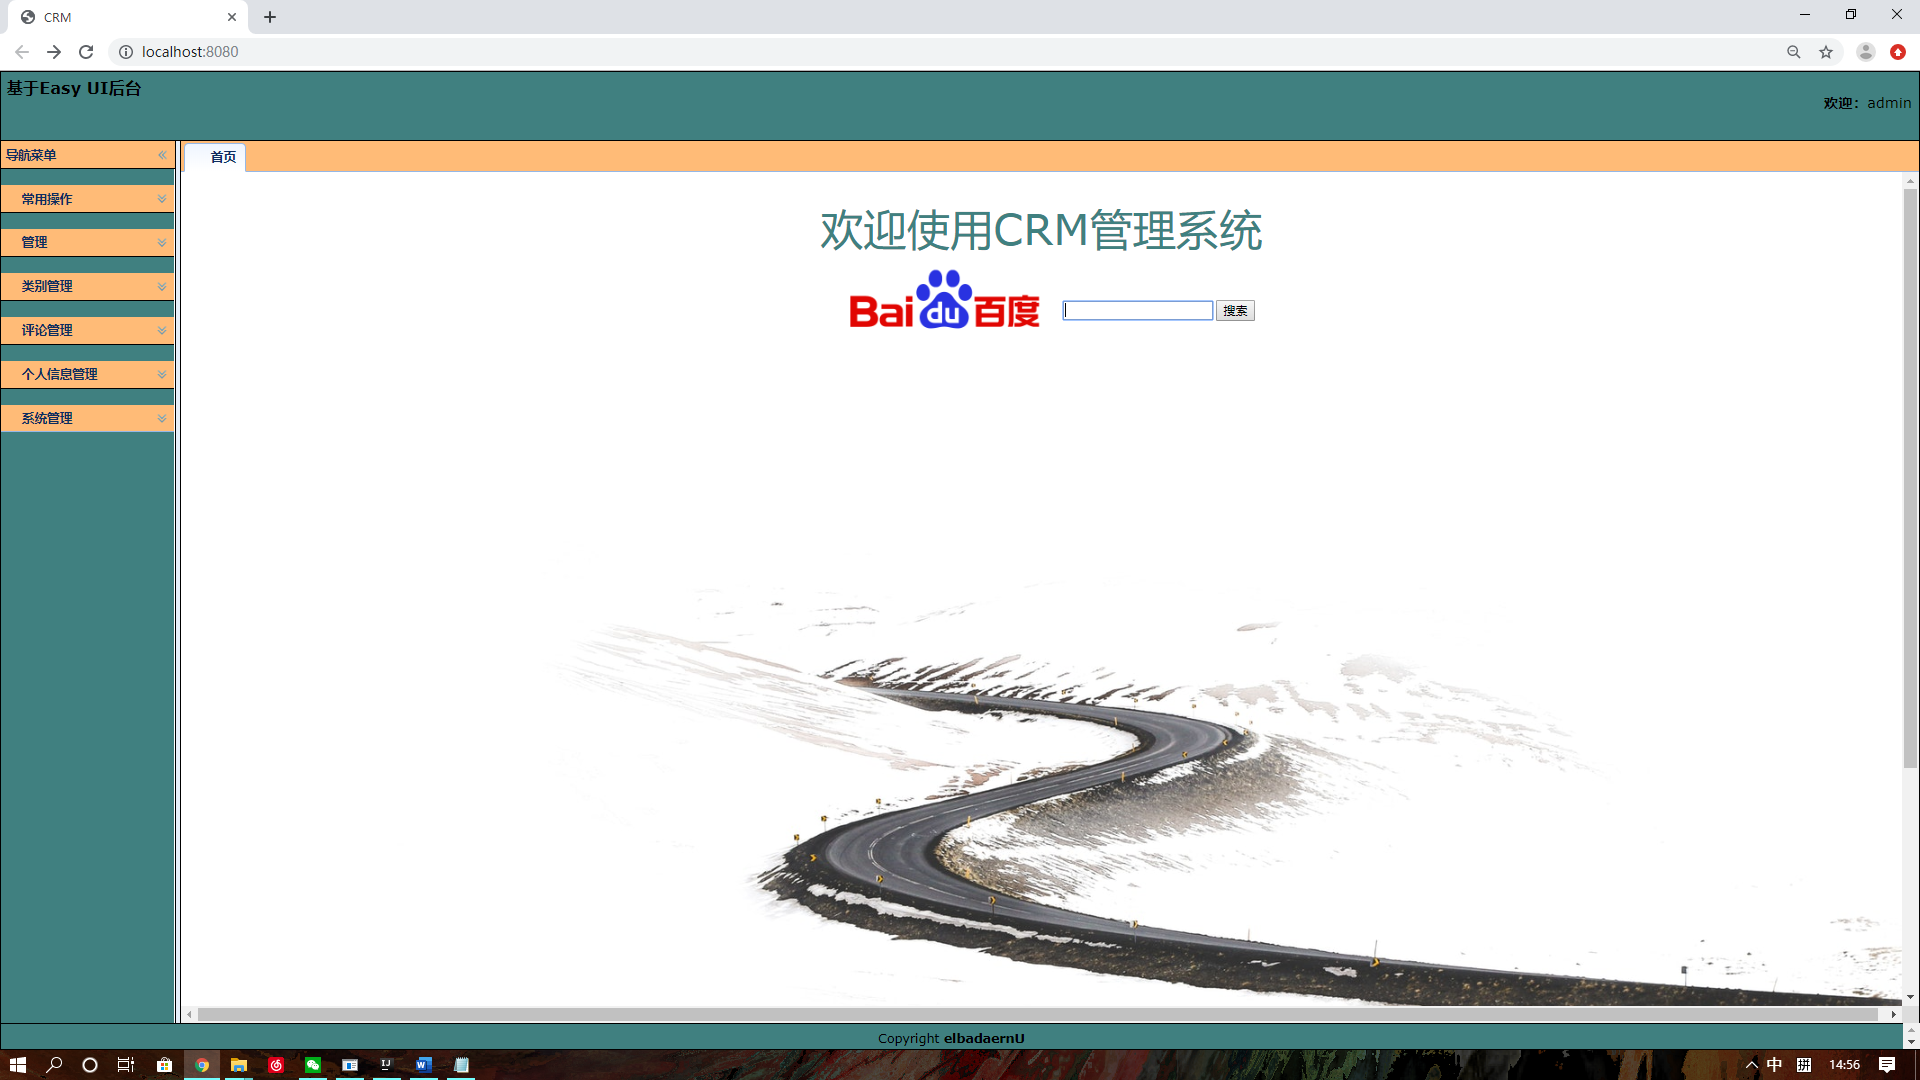 CRM
localhost:8080
基于Easy UI后台
欢迎：admin
导航菜单
首页
常用操作
管理
类别管理
评论管理
个人信息管理
系统管理
欢迎使用CRM管理系统
Bai du 百度
搜索
Copyright elbadaernU
中 拼 14:56